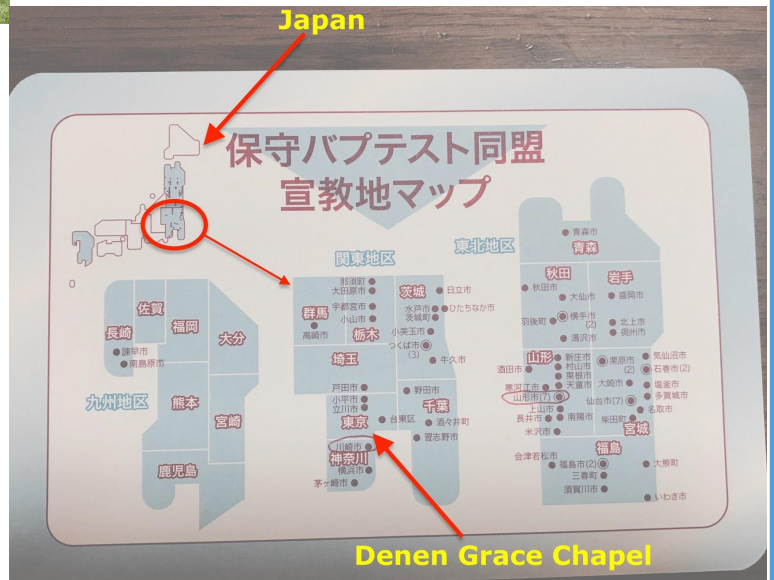 Japan
保守バプテスト同盟
宣教地マップ
関東地区
東北地区
九州地区
佐賀
長崎
福岡
大分
諫早市
南島原市
熊本
宮崎
鹿児島
那須町
大田原市
群馬
宇都宮市
小山市
高崎市
栃木
茨城
日立市
水戸市
ひたちなか市
茨城町
小美玉市
つくば市
(3)
牛久市
埼玉
戸田市
小平市
立川市
東京
台東区
野田市
千葉
酒々井町
習志野市
川崎市
神奈川
横浜市
茅ヶ崎市
青森市
青森
秋田
秋田市
大仙市
羽後町
横手市
(2)
湯沢市
岩手
盛岡市
北上市
奥州市
山形
新庄市
村山市
東根市
天童市
酒田市
寒河江市
山形市(7)
上山市
長井市
南陽市
米沢市
栗原市
(2)
気仙沼市
石巻市(2)
大崎市
塩釜市
多賀城市
仙台市(7)
名取市
柴田町
宮城
福島
会津若松市
福島市(2)
大熊町
三春町
須賀川市
いわき市
Denen Grace Chapel